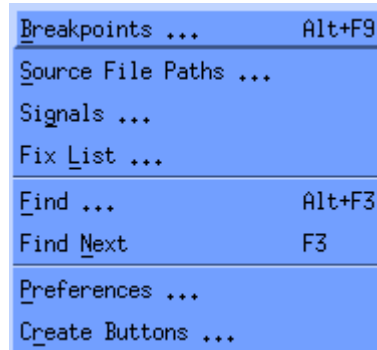 Breakpoints ... Alt+F9
Source File Paths ...
Signals ...
Fix List ...
Find ... Alt+F3
Find Next F3
Preferences ...
Create Buttons ...